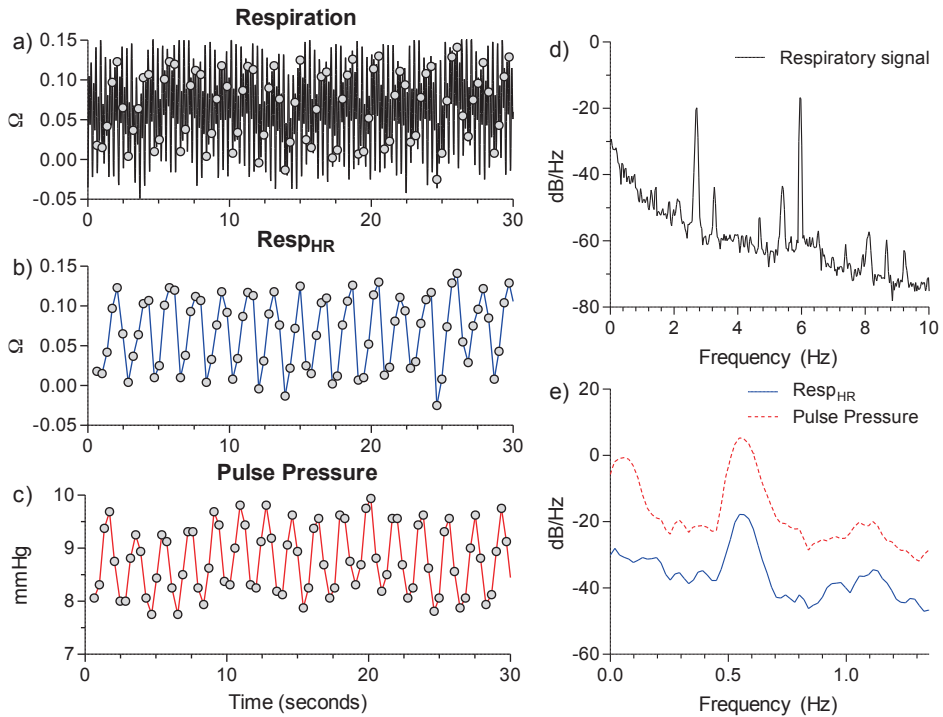 Respiration
a)
0.15
0.10
0.05
0.00
-0.05
Ω
0 10 20 30
RespHR
b)
0.15
0.10
0.05
0.00
-0.05
Ω
0 10 20 30
Pulse Pressure
c)
10
9
8
7
mmHg
0 10 20 30
Time (seconds)
d)
0
-20
-40
-60
-80
dB/Hz
Respiratory signal
0 2 4 6 8 10
Frequency (Hz)
e)
20
0
-20
-40
-60
dB/Hz
RespHR
Pulse Pressure
0.0 0.5 1.0
Frequency (Hz)